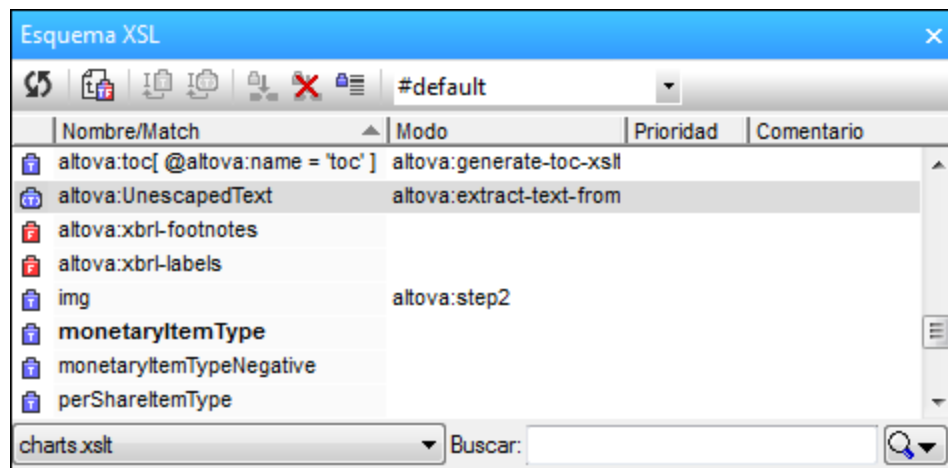 Esquema XSL
#default
Nombre/Match Modo Prioridad Comentario
altova:toc[ @altova:name = 'toc' ] altova:generate-toc-xslt
altova:UnescapedText altova:extract-text-from
altova:xbrl-footnotes
altova:xbrl-labels
img altova:step2
monetaryItemType
monetaryItemTypeNegative
perShareItemType
charts.xslt Buscar: